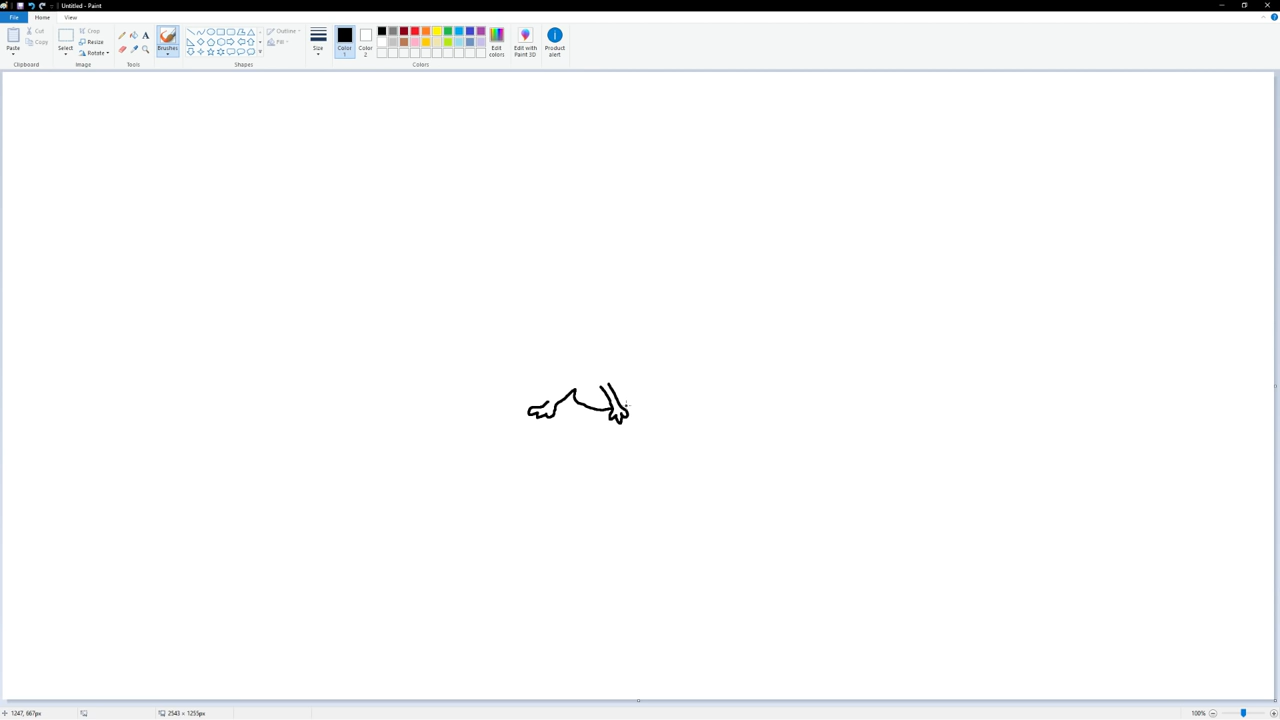 Untitled - Paint
File Home View
Paste
Cut
Copy
Clipboard
Select
Crop
Resize
Rotate
Image
Tools
Brushes
Shapes
Outline
Fill
Size
Color 1
Color 2
Edit colors
Colors
Edit with Paint 3D
Product alert
1247, 667px
2543 × 1255px
100%